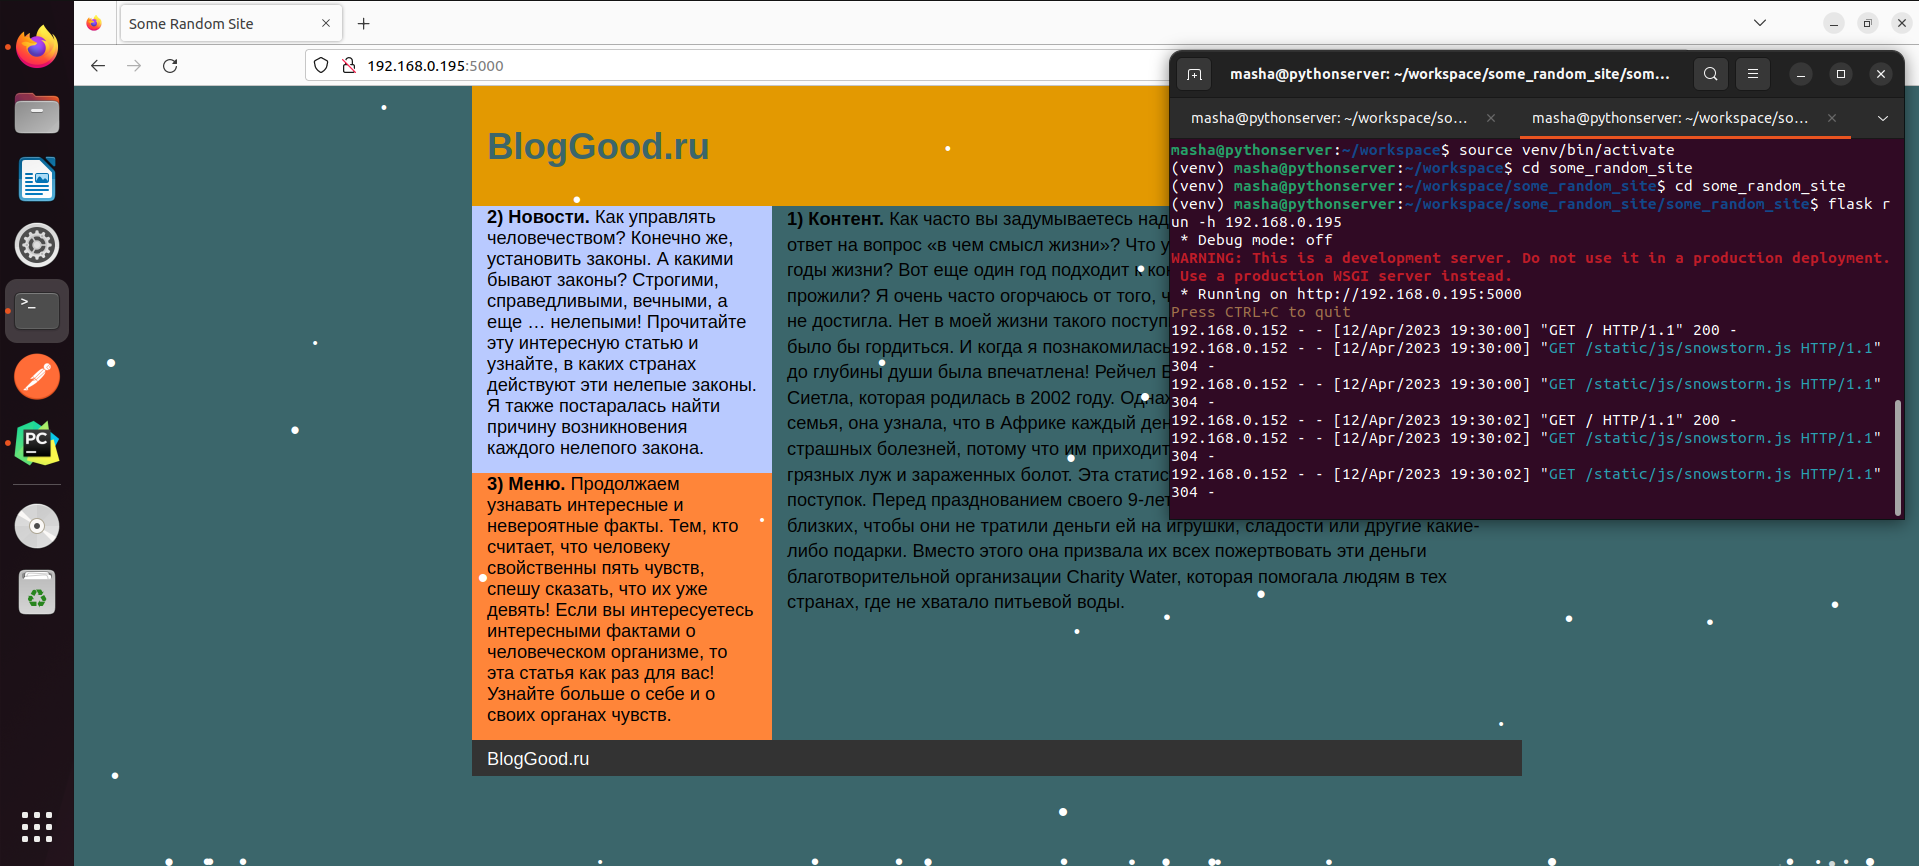 Some Random Site
192.168.0.195:5000
BlogGood.ru
2) Новости. Как управлять
человечеством? Конечно же,
установить законы. А какими
бывают законы? Строгими,
справедливыми, вечными, а
еще … нелепыми! Прочитайте
эту интересную статью и
узнайте, в каких странах
действуют эти нелепые законы.
Я также постаралась найти
причину возникновения
каждого нелепого закона.
3) Меню. Продолжаем
узнавать интересные и
невероятные факты. Тем, кто
считает, что человеку
свойственны пять чувств,
спешу сказать, что их уже
девять! Если вы интересуетесь
интересными фактами о
человеческом организме, то
эта статья как раз для вас!
Узнайте больше о себе и о
своих органах чувств.
1) Контент. Как часто вы задумываетесь над
ответ на вопрос «в чем смысл жизни»? Что
годы жизни? Вот еще один год подходит к
прожили? Я очень часто огорчаюсь от того,
не достигла. Нет в моей жизни такого
было бы гордиться. И когда я познакомилась
до глубины души была впечатлена! Рейчел
Сиетла, которая родилась в 2002 году.
семья, она узнала, что в Африке каждый
страшных болезней, потому что им
грязных луж и зараженных болот. Эта
поступок. Перед празднованием своего
близких, чтобы они не тратили деньги ей на игрушки, сладости или другие какие-
либо подарки. Вместо этого она призвала их всех пожертвовать эти деньги
благотворительной организации Charity Water, которая помогала людям в тех
странах, где не хватало питьевой воды.
BlogGood.ru
masha@pythonserver: ~/workspace/some_random_site/som...
masha@pythonserver: ~/workspace/so...
masha@pythonserver: ~/workspace/so...
masha@pythonserver:~/workspace$ source venv/bin/activate
(venv) masha@pythonserver:~/workspace$ cd some_random_site
(venv) masha@pythonserver:~/workspace/some_random_site$ cd some_random_site
(venv) masha@pythonserver:~/workspace/some_random_site/some_random_site$ flask r
un -h 192.168.0.195
* Debug mode: off
WARNING: This is a development server. Do not use it in a production deployment.
Use a production WSGI server instead.
* Running on http://192.168.0.195:5000
Press CTRL+C to quit
192.168.0.152 - - [12/Apr/2023 19:30:00] "GET / HTTP/1.1" 200 -
192.168.0.152 - - [12/Apr/2023 19:30:00] "GET /static/js/snowstorm.js HTTP/1.1"
304 -
192.168.0.152 - - [12/Apr/2023 19:30:00] "GET /static/js/snowstorm.js HTTP/1.1"
304 -
192.168.0.152 - - [12/Apr/2023 19:30:02] "GET / HTTP/1.1" 200 -
192.168.0.152 - - [12/Apr/2023 19:30:02] "GET /static/js/snowstorm.js HTTP/1.1"
304 -
192.168.0.152 - - [12/Apr/2023 19:30:02] "GET /static/js/snowstorm.js HTTP/1.1"
304 -
>_
PC